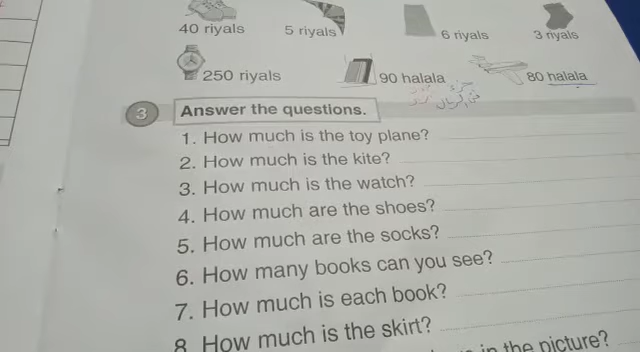 40 riyals 5 riyals 6 riyals 3 riyals
250 riyals 90 halala 80 halala
3 Answer the questions.
1. How much is the toy plane?
2. How much is the kite?
3. How much is the watch?
4. How much are the shoes?
5. How much are the socks?
6. How many books can you see?
7. How much is each book?
8. How much is the skirt?
in the picture?